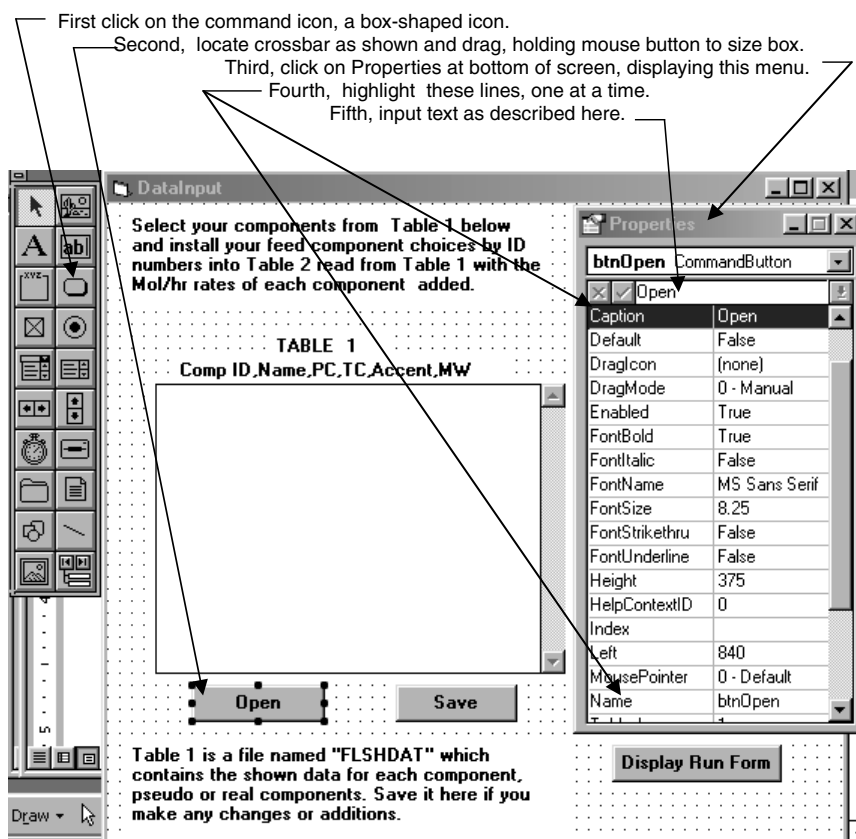 First click on the command icon, a box-shaped icon.
Second, locate crossbar as shown and drag, holding mouse button to size box.
Third, click on Properties at bottom of screen, displaying this menu.
Fourth, highlight these lines, one at a time.
Fifth, input text as described here.
DataInput
Select your components from Table 1 below
and install your feed component choices by ID
numbers into Table 2 read from Table 1 with the
Mol/hr rates of each component added.
TABLE 1
Comp ID,Name,PC,TC,Accent,MW
Open
Save
Table 1 is a file named "FLSHDAT" which
contains the shown data for each component,
pseudo or real components. Save it here if you
make any changes or additions.
Display Run Form
Properties
btnOpen CommandButton
Open
Caption Open
Default False
DragIcon (none)
DragMode 0 - Manual
Enabled True
FontBold True
FontItalic False
FontName MS Sans Serif
FontSize 8.25
FontStrikethru False
FontUnderline False
Height 375
HelpContextID 0
Index
Left 840
MousePointer 0 - Default
Name btnOpen
A
ab
XYZ
Draw